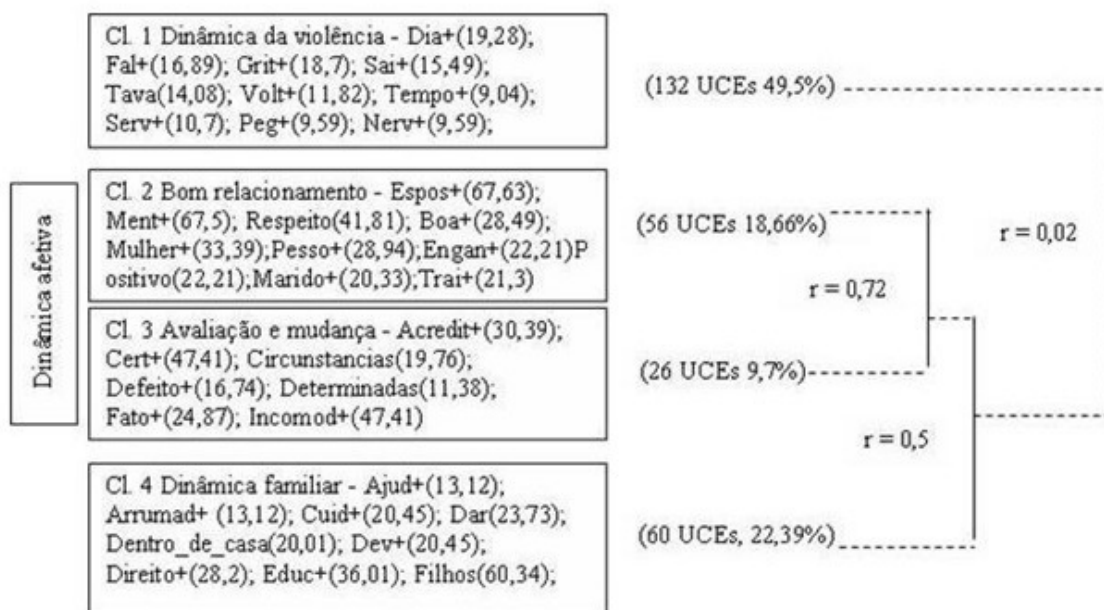 Cl. 1 Dinâmica da violência - Dia+(19,28);
Fal+(16,89); Grit+(18,7); Sai+(15,49);
Tava(14,08); Volt+(11,82); Tempo+(9,04);
Serv+(10,7); Peg+(9,59); Nerv+(9,59);
(132 UCEs 49,5%)
Dinâmica afetiva
Cl. 2 Bom relacionamento - Espos+(67,63);
Ment+(67,5); Respeito(41,81); Boa+(28,49);
Mulher+(33,39);Pesso+(28,94);Engan+(22,21)P
ositivo(22,21);Marido+(20,33);Trai+(21,3)
(56 UCEs 18,66%)
r = 0,02
r = 0,72
Cl. 3 Avaliação e mudança - Acredit+(30,39);
Cert+(47,41); Circunstancias(19,76);
Defeito+(16,74); Determinadas(11,38);
Fato+(24,87); Incomod+(47,41)
(26 UCEs 9,7%)
r = 0,5
Cl. 4 Dinâmica familiar - Ajud+(13,12);
Arrumad+ (13,12); Cuid+(20,45); Dar(23,73);
Dentro_de_casa(20,01); Dev+(20,45);
Direito+(28,2); Educ+(36,01); Filhos(60,34);
(60 UCEs, 22,39%)